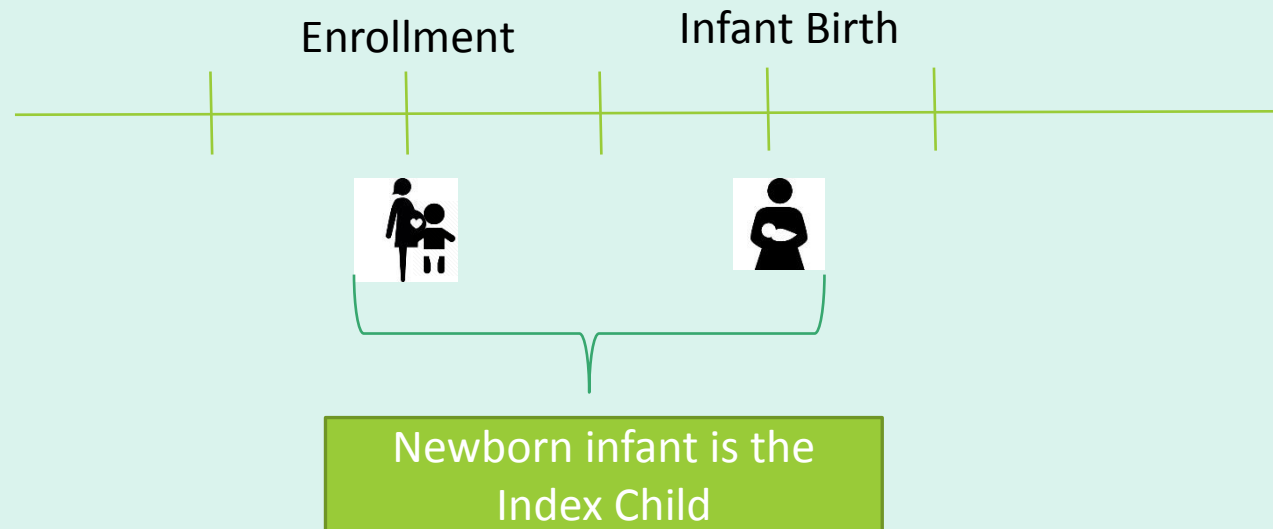 Enrollment
Infant Birth
Newborn infant is the
Index Child